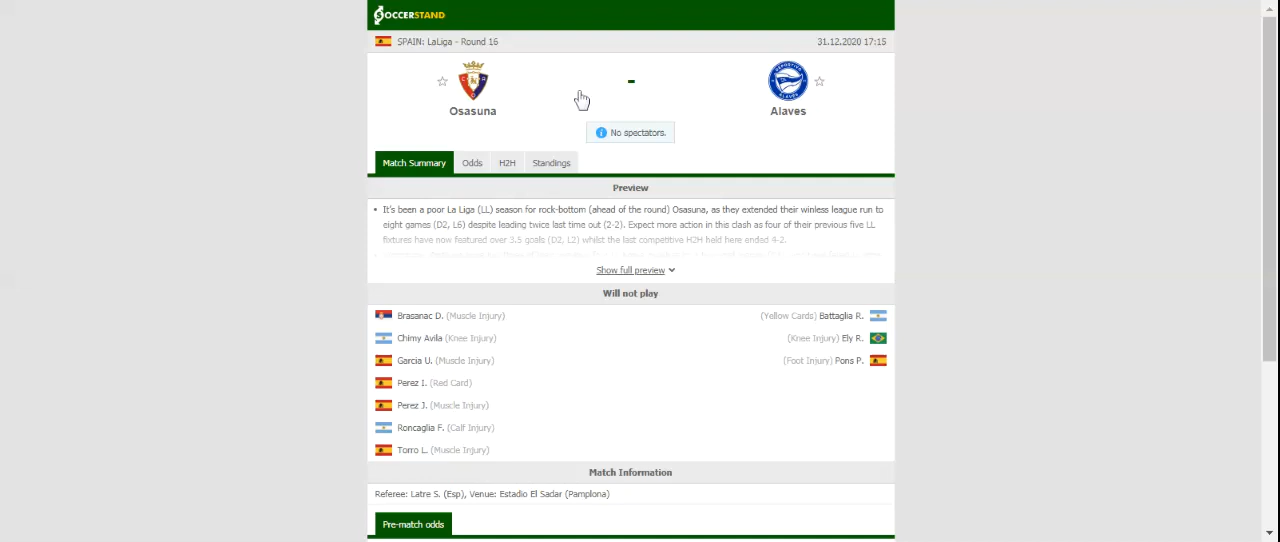 SOCCERSTAND
SPAIN: LaLiga - Round 16
31.12.2020 17:15
-
Osasuna
Alaves
No spectators.
Match Summary
Odds
H2H
Standings
Preview
• It's been a poor La Liga (LL) season for rock-bottom (ahead of the round) Osasuna, as they extended their winless league run to
eight games (D2, L6) despite leading twice last time out (2-2). Expect more action in this clash as four of their previous five LL
fixtures have now featured over 3.5 goals (D2, L2) whilst the last competitive H2H held here ended 4-2.
Show full preview
Will not play
Brasanac D. (Muscle Injury)
(Yellow Cards) Battaglia R.
Chimy Avila (Knee Injury)
(Knee Injury) Ely R.
Garcia U. (Muscle Injury)
(Foot Injury) Pons P.
Perez I. (Red Card)
Perez J. (Muscle Injury)
Roncaglia F. (Calf Injury)
Torro L. (Muscle Injury)
Match Information
Referee: Latre S. (Esp), Venue: Estadio El Sadar (Pamplona)
Pre-match odds